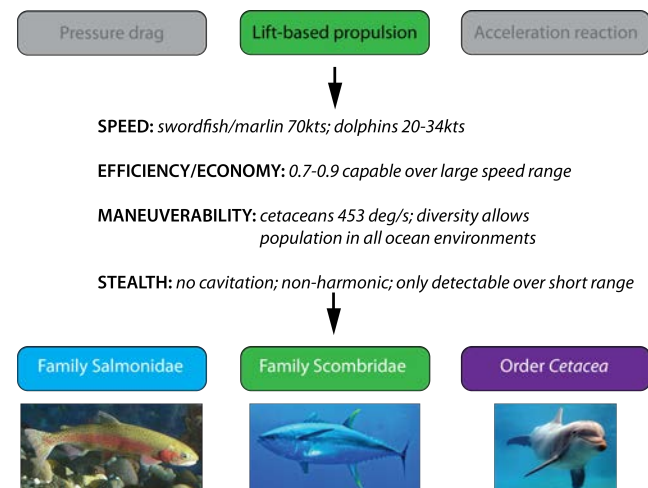 Pressure drag
Lift-based propulsion
Acceleration reaction
SPEED: swordfish/marlin 70kts; dolphins 20-34kts
EFFICIENCY/ECONOMY: 0.7-0.9 capable over large speed range
MANEUVERABILITY: cetaceans 453 deg/s; diversity allows
population in all ocean environments
STEALTH: no cavitation; non-harmonic; only detectable over short range
Family Salmonidae
Family Scombridae
Order Cetacea